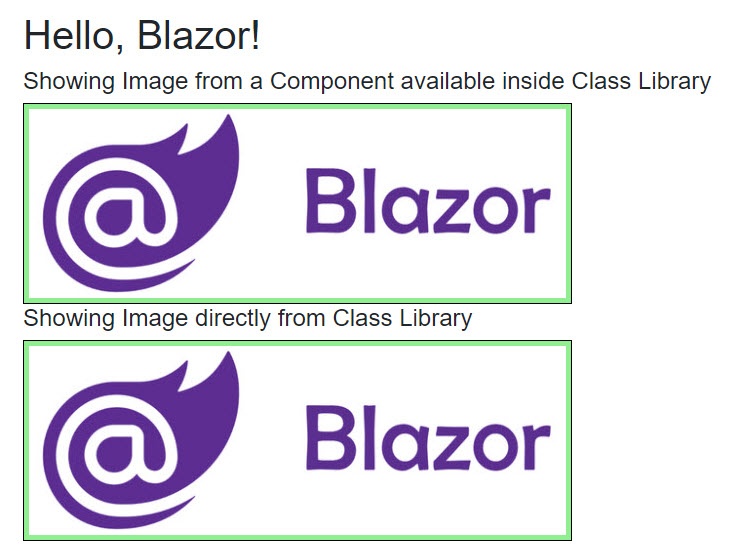 Hello, Blazor!
Showing Image from a Component available inside Class Library
@ Blazor
Showing Image directly from Class Library
@ Blazor